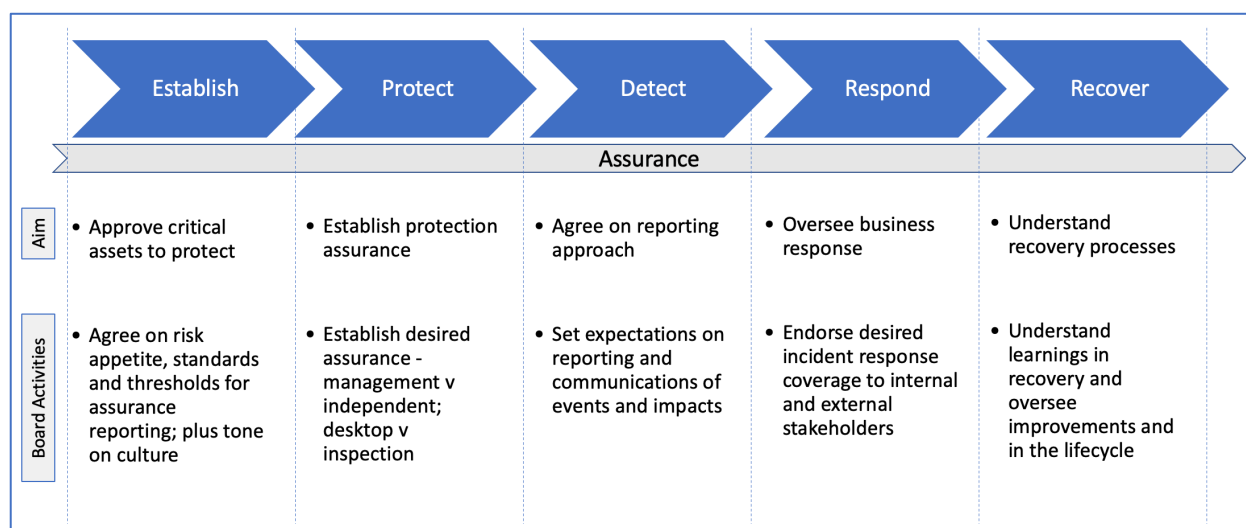 Establish
Protect
Detect
Respond
Recover
Assurance
Aim
• Approve critical
assets to protect
• Establish protection
assurance
• Agree on reporting
approach
• Oversee business
response
• Understand
recovery processes
Board Activities
• Agree on risk
appetite, standards
and thresholds for
assurance
reporting; plus tone
on culture
• Establish desired
assurance -
management v
independent;
desktop v
inspection
• Set expectations on
reporting and
communications of
events and impacts
• Endorse desired
incident response
coverage to internal
and external
stakeholders
• Understand
learnings in
recovery and
oversee
improvements and
in the lifecycle